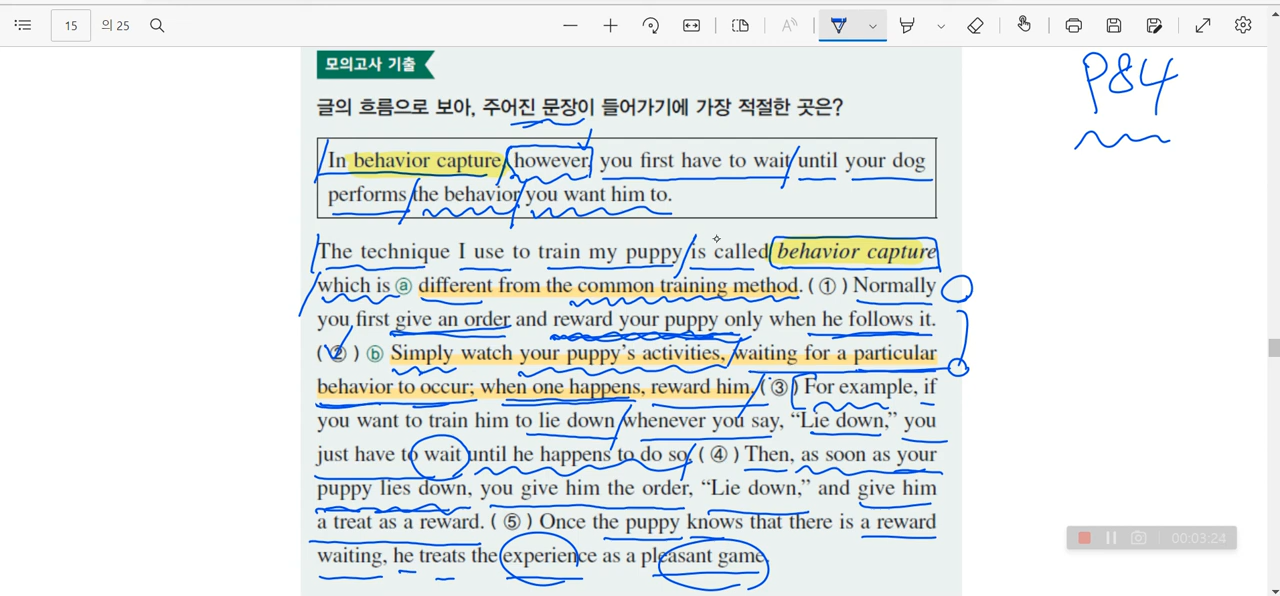 15 의 25
P84
모의고사 기출
글의 흐름으로 보아, 주어진 문장이 들어가기에 가장 적절한 곳은?
In behavior capture, however, you first have to wait until your dog
performs the behavior you want him to.
The technique I use to train my puppy is called behavior capture
which is ⓐ different from the common training method. ( ① ) Normally
you first give an order and reward your puppy only when he follows it.
( ② ) ⓑ Simply watch your puppy's activities, waiting for a particular
behavior to occur; when one happens, reward him. ( ③ ) For example, if
you want to train him to lie down whenever you say, “Lie down,” you
just have to wait until he happens to do so. ( ④ ) Then, as soon as your
puppy lies down, you give him the order, “Lie down,” and give him
a treat as a reward. ( ⑤ ) Once the puppy knows that there is a reward
waiting, he treats the experience as a pleasant game.
00:03:24